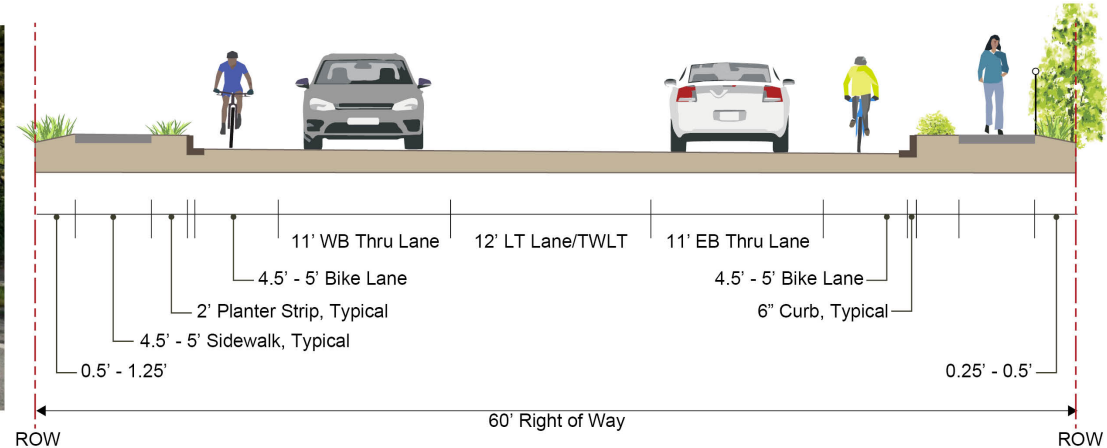 11’ WB Thru Lane
12’ LT Lane/TWLT
11’ EB Thru Lane
4.5’ - 5’ Bike Lane
4.5’ - 5’ Bike Lane
2’ Planter Strip, Typical
6” Curb, Typical
4.5’ - 5’ Sidewalk, Typical
0.5’ - 1.25’
0.25’ - 0.5’
60’ Right of Way
ROW
ROW